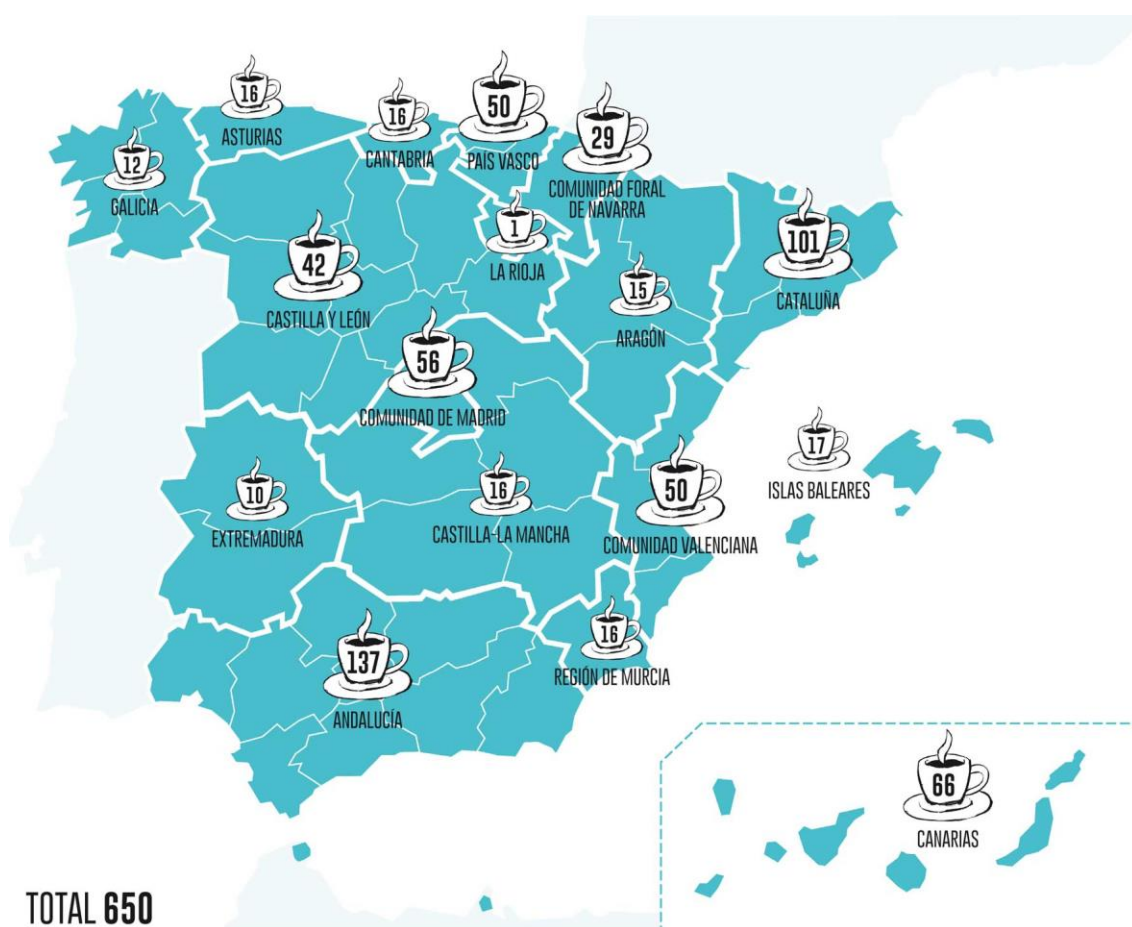 16
ASTURIAS
16
CANTABRIA
50
PAÍS VASCO
29
COMUNIDAD FORAL
DE NAVARRA
12
GALICIA
1
LA RIOJA
101
CATALUÑA
42
CASTILLA Y LEÓN
15
ARAGÓN
56
COMUNIDAD DE MADRID
17
ISLAS BALEARES
10
EXTREMADURA
16
CASTILLA-LA MANCHA
50
COMUNIDAD VALENCIANA
137
ANDALUCÍA
16
REGIÓN DE MURCIA
66
CANARIAS
TOTAL 650